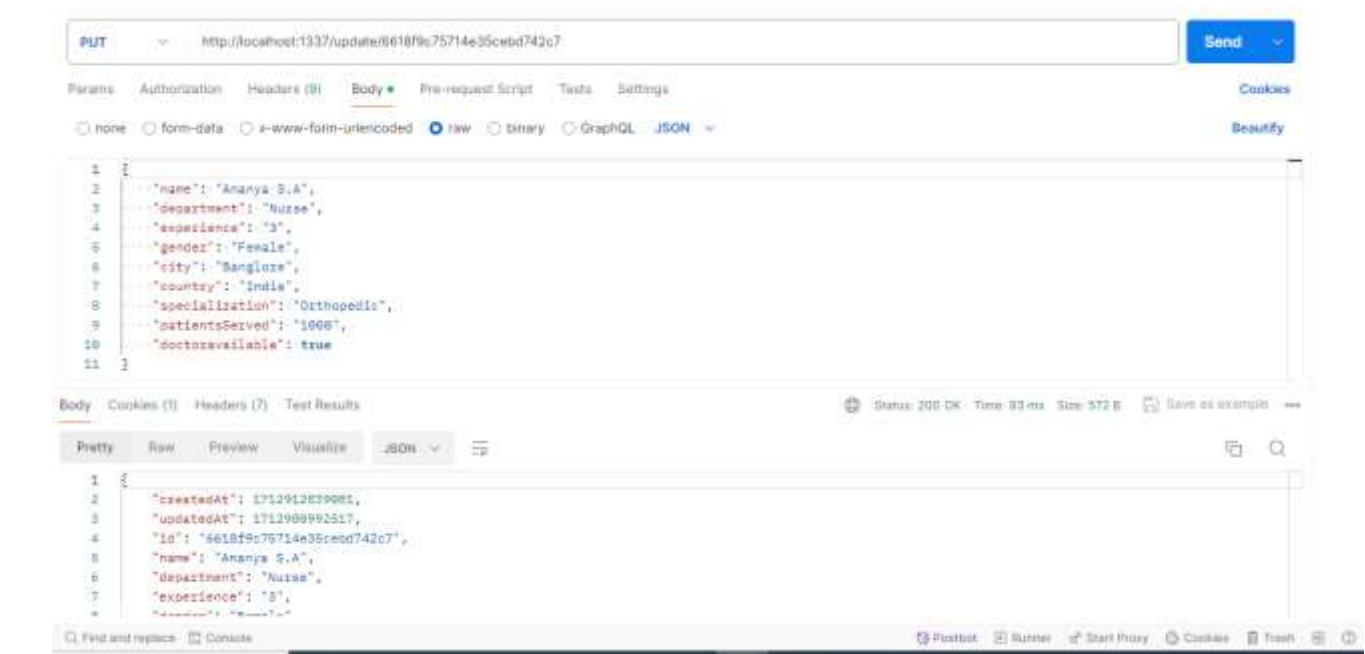 PUT http://localhost:1337/update/6618f9c75714e35cebd742c7 Send
Params Authorization Headers (9) Body Pre-request Script Tests Settings Cookies
none form-data x-www-form-urlencoded raw binary GraphQL JSON Beautify
1 {
2 "name": "Ananya S.A",
3 "department": "Nurse",
4 "experience": "3",
5 "gender": "Female",
6 "city": "Banglore",
7 "country": "India",
8 "specialization": "Orthopedic",
9 "patientsServed": "1000",
10 "doctoravailable": true
11 }
Body Cookies (1) Headers (7) Test Results Status: 200 OK Time: 93 ms Size: 572 B Save as example
Pretty Raw Preview Visualize JSON
1 {
2 "createdAt":
3 "updatedAt":
4 "id": "6618f9c75714e35cebd742c7",
5 "name": "Ananya S.A",
6 "department": "Nurse",
7 "experience": "3",
Find and replace Console Postbot Runner Start Proxy Cookies Trash